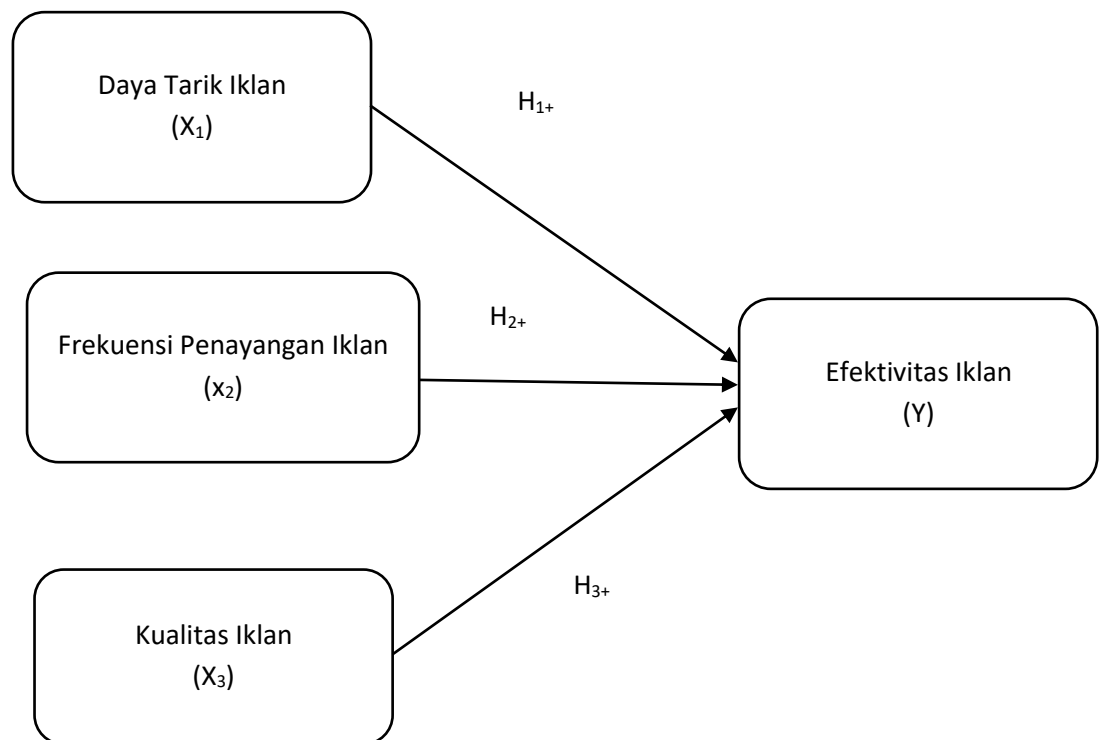 Daya Tarik Iklan
(X₁)
H₁₊
Frekuensi Penayangan Iklan
(x₂)
H₂₊
Efektivitas Iklan
(Y)
H₃₊
Kualitas Iklan
(X₃)